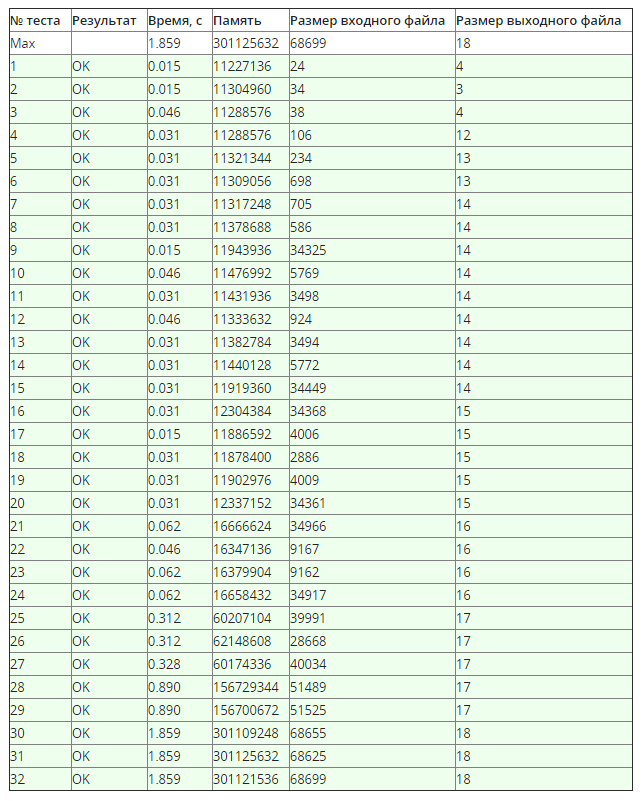 № теста Результат Время, с Память Размер входного файла Размер выходного файла
Max 1.859 301125632 68699 18
1 OK 0.015 11227136 24 4
2 OK 0.015 11304960 34 3
3 OK 0.046 11288576 38 4
4 OK 0.031 11288576 106 12
5 OK 0.031 11321344 234 13
6 OK 0.031 11309056 698 13
7 OK 0.031 11317248 705 14
8 OK 0.031 11378688 586 14
9 OK 0.015 11943936 34325 14
10 OK 0.046 11476992 5769 14
11 OK 0.031 11431936 3498 14
12 OK 0.046 11333632 924 14
13 OK 0.031 11382784 3494 14
14 OK 0.031 11440128 5772 14
15 OK 0.031 11919360 34449 14
16 OK 0.031 12304384 34368 15
17 OK 0.015 11886592 4006 15
18 OK 0.031 11878400 2886 15
19 OK 0.031 11902976 4009 15
20 OK 0.031 12337152 34361 15
21 OK 0.062 16666624 34966 16
22 OK 0.046 16347136 9167 16
23 OK 0.062 16379904 9162 16
24 OK 0.062 16658432 34917 16
25 OK 0.312 60207104 39991 17
26 OK 0.312 62148608 28668 17
27 OK 0.328 60174336 40034 17
28 OK 0.890 156729344 51489 17
29 OK 0.890 156700672 51525 17
30 OK 1.859 301109248 68655 18
31 OK 1.859 301125632 68625 18
32 OK 1.859 301121536 68699 18